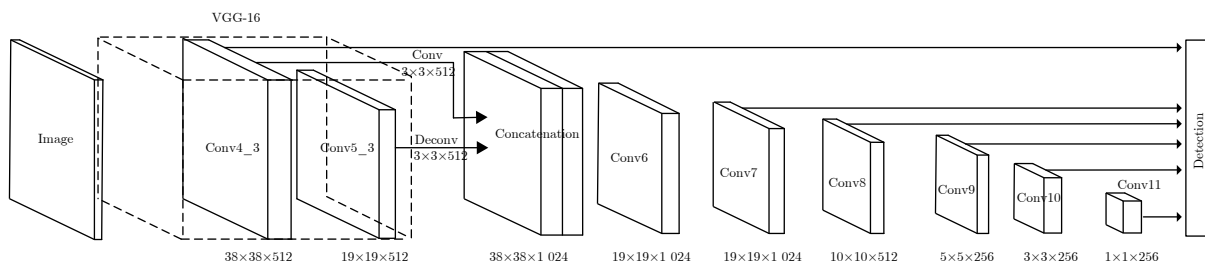 VGG-16
Conv
3×3×512
Image
Conv4_3
Conv5_3
Deconv
3×3×512
Concatenation
Conv6
Conv7
Conv8
Conv9
Conv10
Conv11
Detection
38×38×512
19×19×512
38×38×1 024
19×19×1 024
19×19×1 024
10×10×512
5×5×256
3×3×256
1×1×256